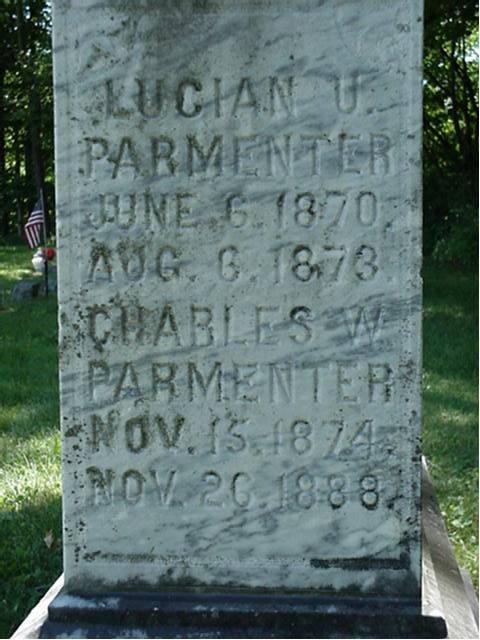 LUCIAN U.
PARMENTER
JUNE 6. 1870.
AUG. 6. 1873
CHARLES W
PARMENTER
NOV. 15. 1874.
NOV. 26. 1888.